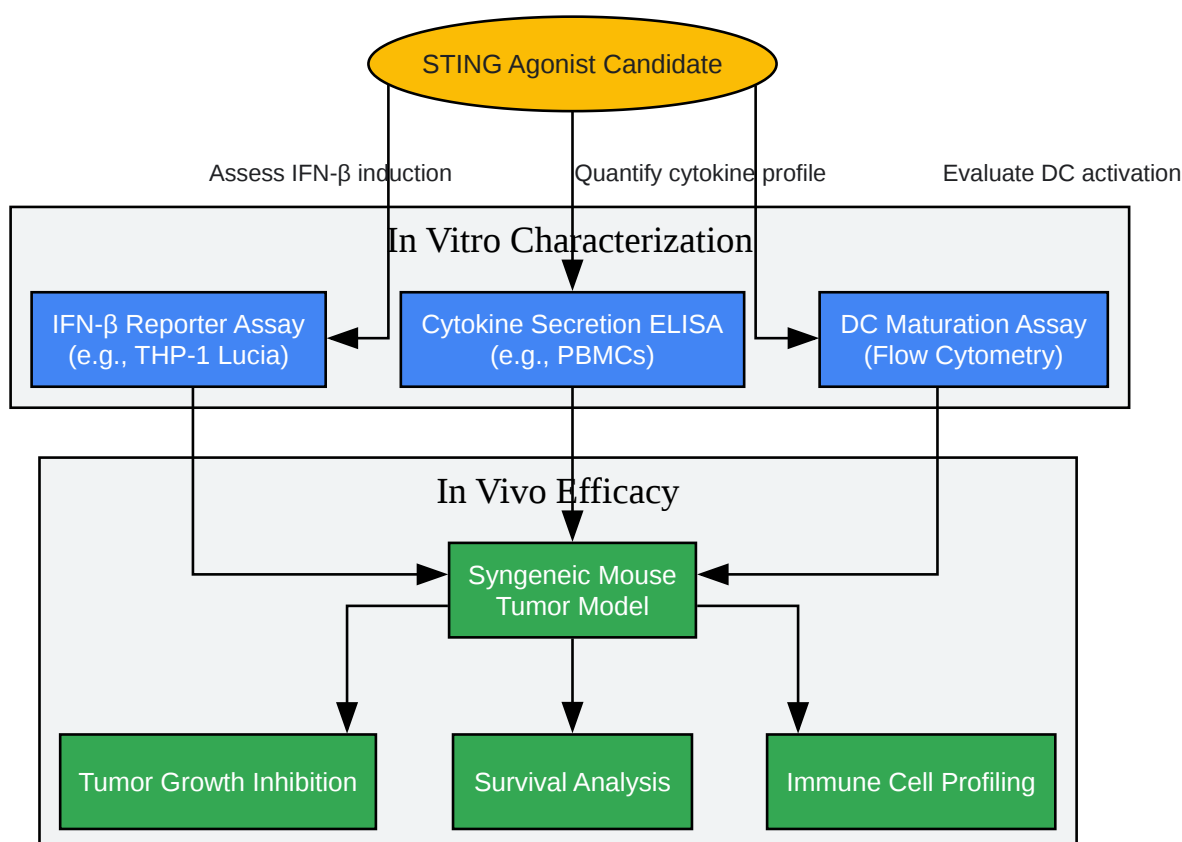 STING Agonist Candidate
Assess IFN-β induction
Quantify cytokine profile
Evaluate DC activation
In Vitro Characterization
IFN-β Reporter Assay
(e.g., THP-1 Lucia)
Cytokine Secretion ELISA
(e.g., PBMCs)
DC Maturation Assay
(Flow Cytometry)
In Vivo Efficacy
Syngeneic Mouse
Tumor Model
Tumor Growth Inhibition
Survival Analysis
Immune Cell Profiling